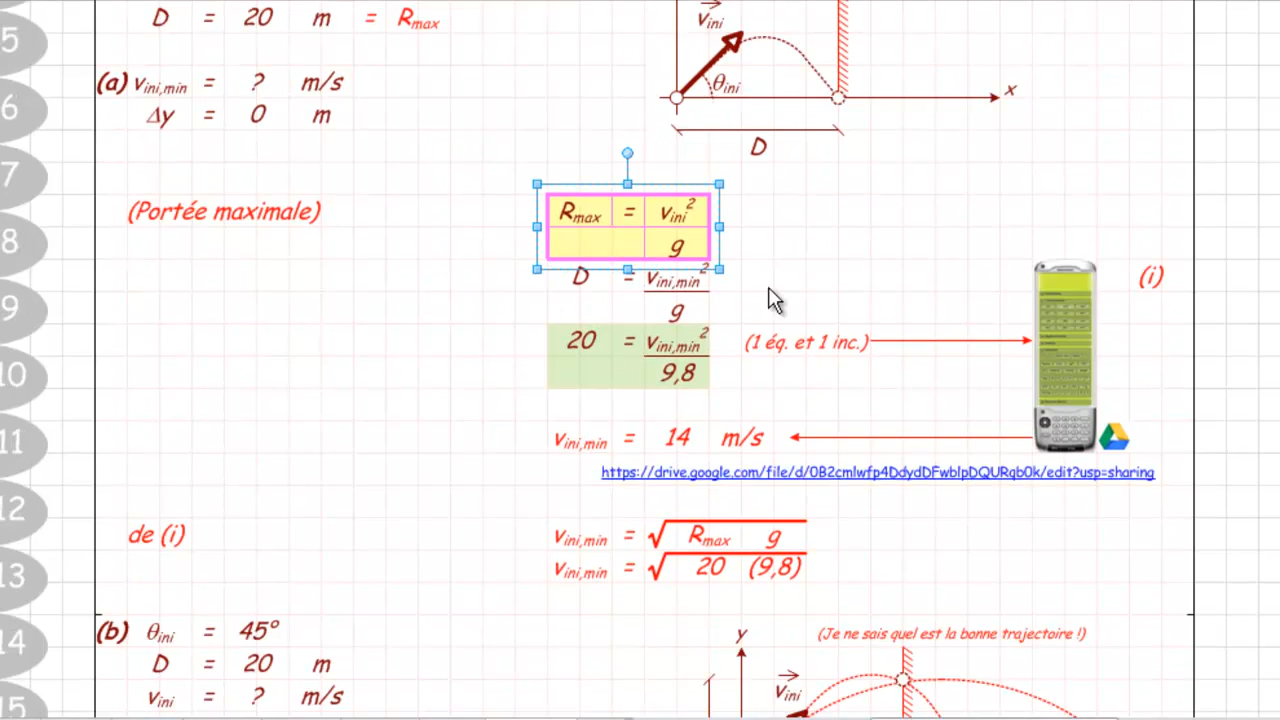 5
D = 20 m = Rmax
vini
θini
x
(a) vini,min = ? m/s
6
Δy = 0 m
D
7
(Portée maximale)
Rmax = vini²
8
g
D = vini,min²
(i)
9
g
20 = vini,min² (1 éq. et 1 inc.)
10
9,8
11
vini,min = 14 m/s
https://drive.google.com/file/d/0B2cmlwfp4DdydDFwblpDQURqb0k/edit?usp=sharing
12
de (i)
vini,min = √ Rmax g
13
vini,min = √ 20 (9,8)
14
(b) θini = 45°
y
(Je ne sais quel est la bonne trajectoire !)
D = 20 m
15
vini = ? m/s
vini